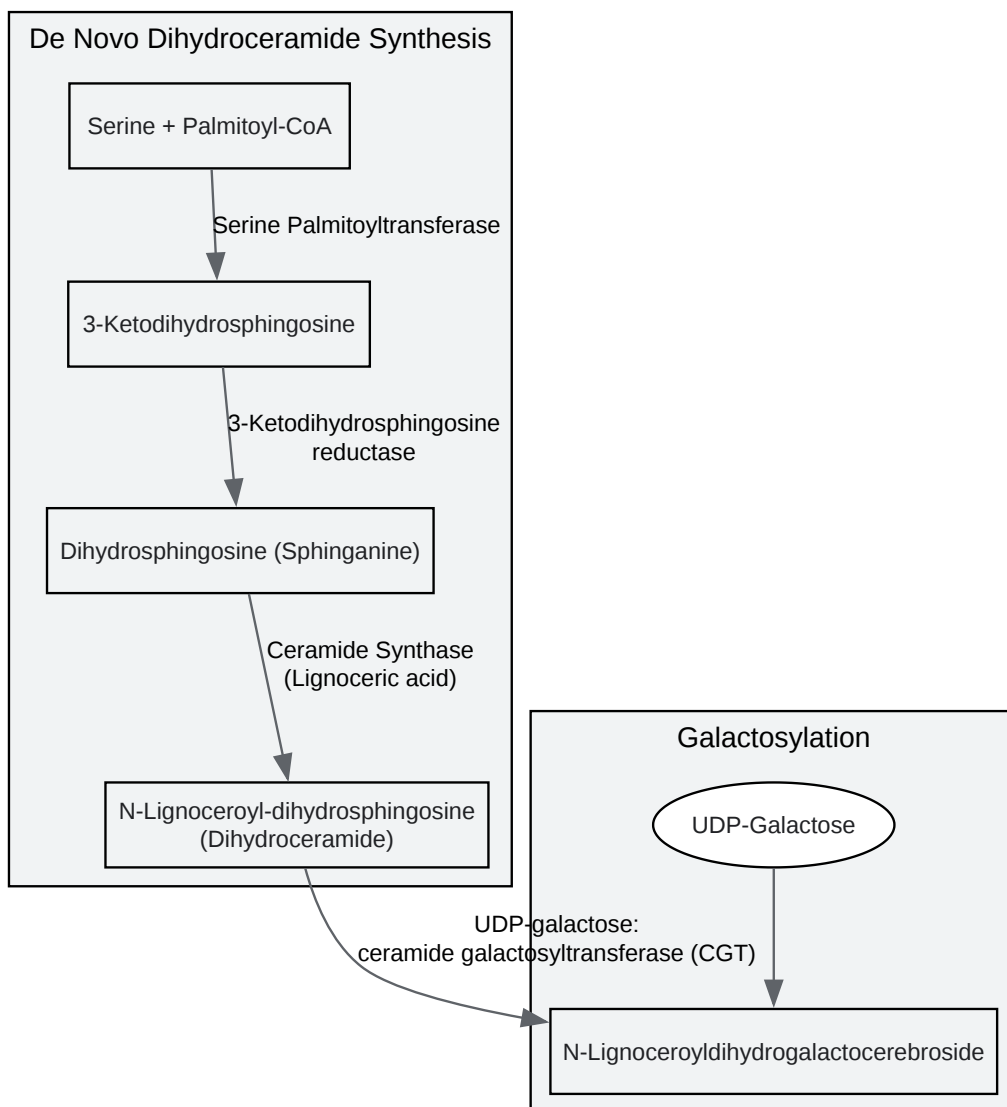 De Novo Dihydroceramide Synthesis
Serine + Palmitoyl-CoA
Serine Palmitoyltransferase
3-Ketodihydrosphingosine
3-Ketodihydrosphingosine
reductase
Dihydrosphingosine (Sphinganine)
Ceramide Synthase
(Lignoceric acid)
N-Lignoceroyl-dihydrosphingosine
(Dihydroceramide)
Galactosylation
UDP-Galactose
UDP-galactose:
ceramide galactosyltransferase (CGT)
N-Lignoceroyldihydrogalactocerebroside